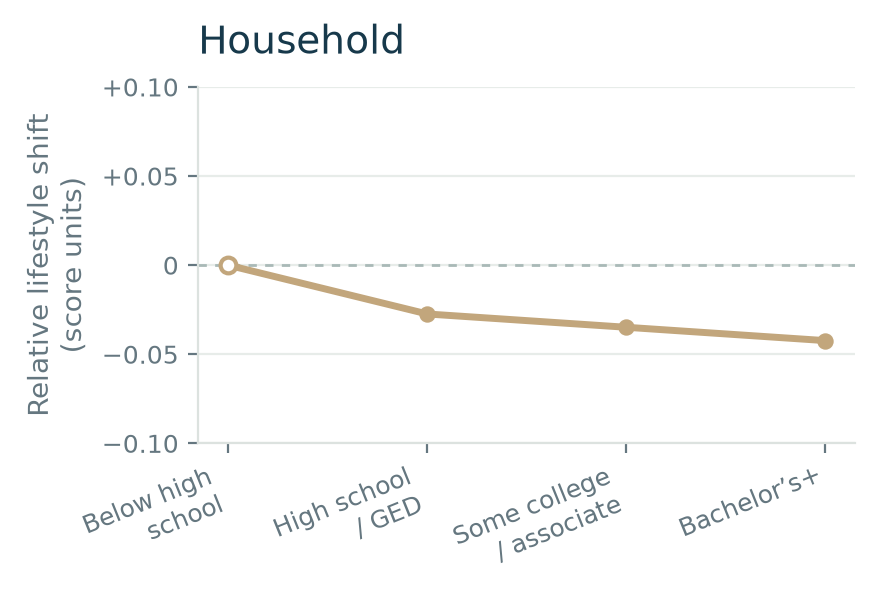 Household
Relative lifestyle shift
(score units)
+0.10
+0.05
0
−0.05
−0.10
Below high
school
High school
/ GED
Some college
/ associate
Bachelor’s+